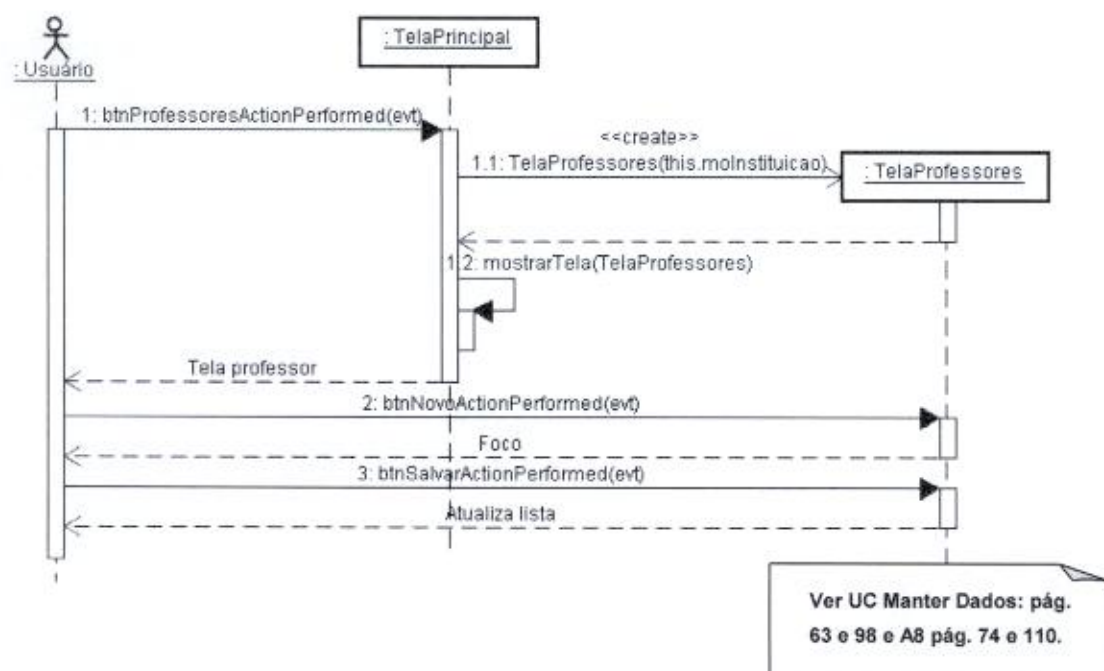 : Usuário
: TelaPrincipal
1: btnProfessoresActionPerformed(evt)
<<create>>
1.1: TelaProfessores(this.moInstituicao)
: TelaProfessores
1.2: mostrarTela(TelaProfessores)
Tela professor
2: btnNovoActionPerformed(evt)
Foco
3: btnSalvarActionPerformed(evt)
Atualiza lista
Ver UC Manter Dados: pág.
63 e 98 e A8 pág. 74 e 110.